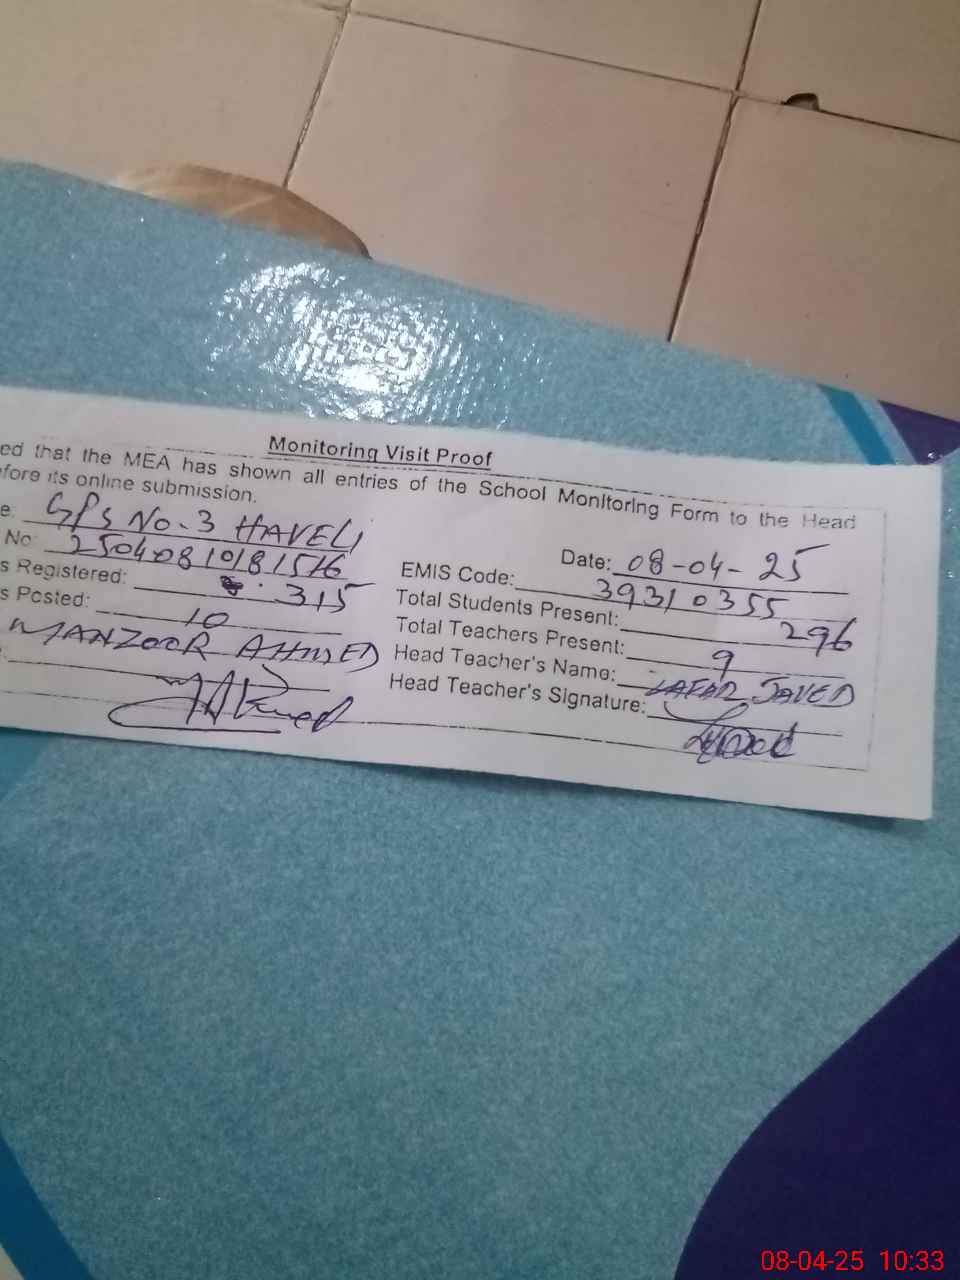 Monitoring Visit Proof
ed that the MEA has shown all entries of the School Monitoring Form to the Head
efore its online submission.
e: GPS No.3 HAVELI
Date: 08-04-25
No: 25040810181516
EMIS Code: 39310355
s Registered: 315
Total Students Present: 296
s Posted: 10
Total Teachers Present: 9
MANZOOR AHMED
Head Teacher's Name: ZAFAR JAVED
Head Teacher's Signature:
08-04-25 10:33